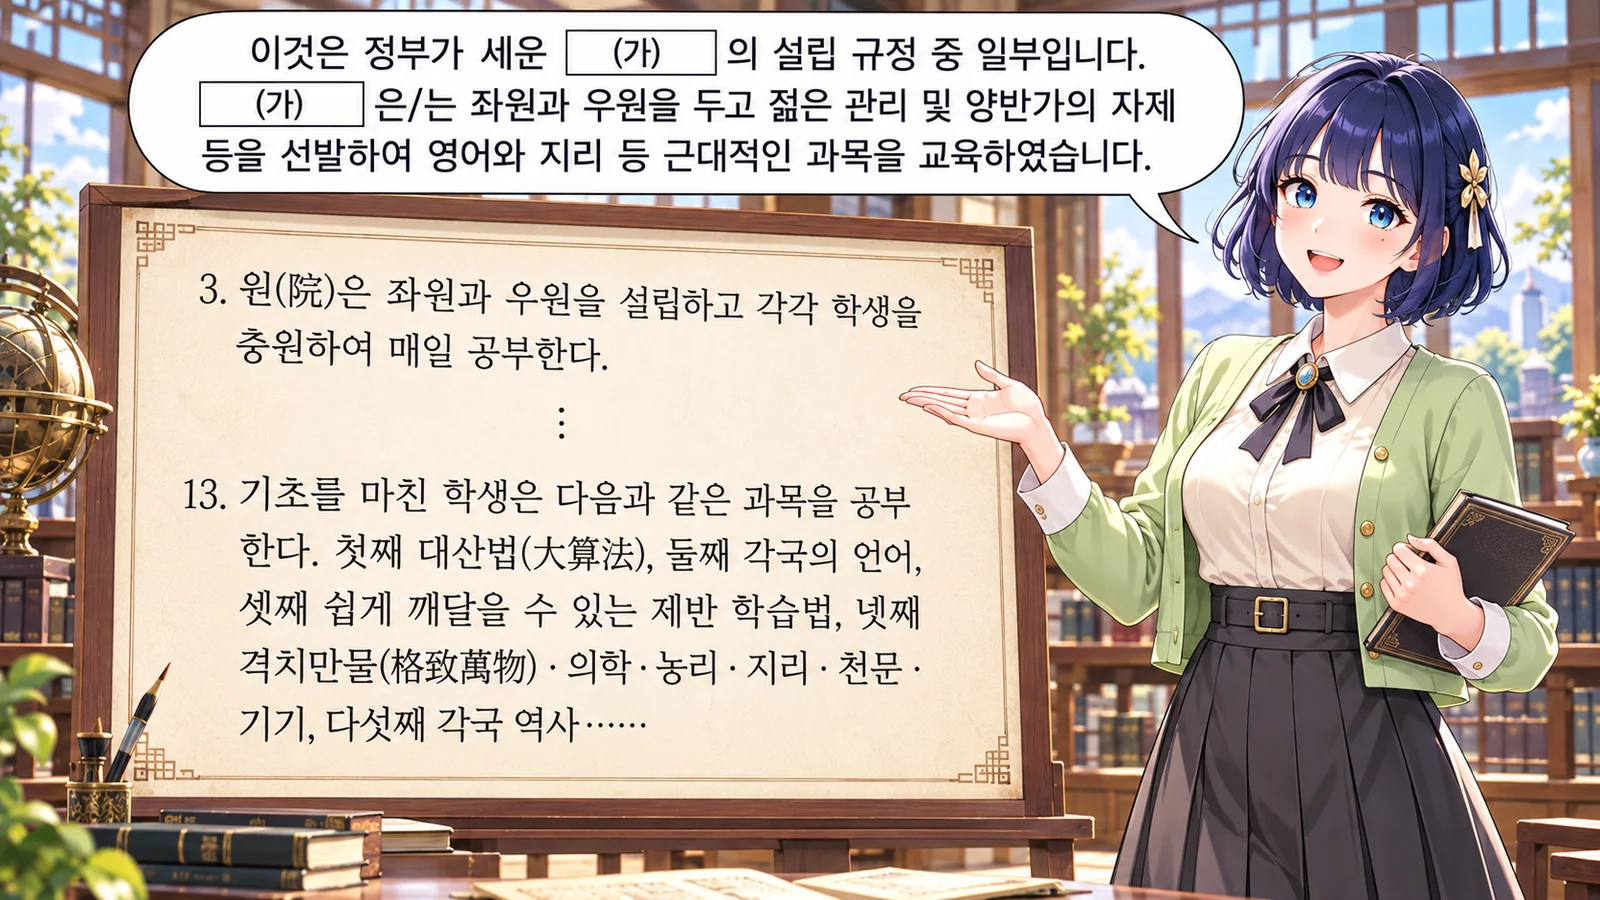 이것은 정부가 세운 (가) 의 설립 규정 중 일부입니다.
(가) 은/는 좌원과 우원을 두고 젊은 관리 및 양반가의 자제
등을 선발하여 영어와 지리 등 근대적인 과목을 교육하였습니다.
3. 원(院)은 좌원과 우원을 설립하고 각각 학생을
충원하여 매일 공부한다.
⋮
13. 기초를 마친 학생은 다음과 같은 과목을 공부
한다. 첫째 대산법(大算法), 둘째 각국의 언어,
셋째 쉽게 깨달을 수 있는 제반 학습법, 넷째
격치만물(格致萬物) · 의학 · 농리 · 지리 · 천문 ·
기기, 다섯째 각국 역사……